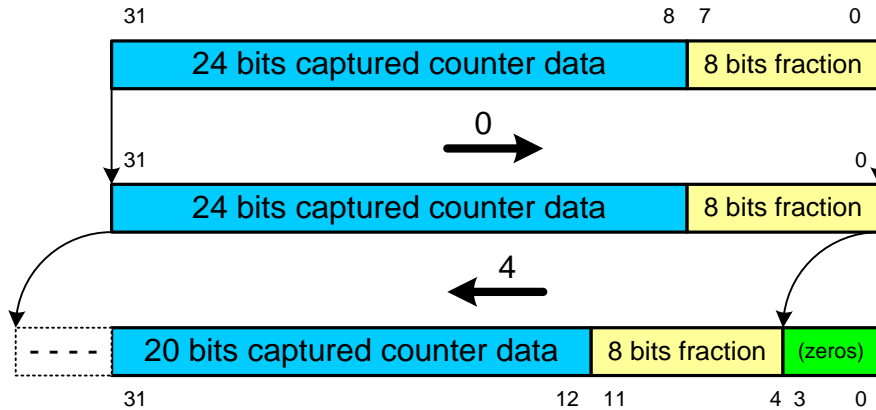 31 8 7 0
24 bits captured counter data 8 bits fraction
0
31 0
24 bits captured counter data 8 bits fraction
4
- - - - 20 bits captured counter data 8 bits fraction (zeros)
31 12 11 4 3 0